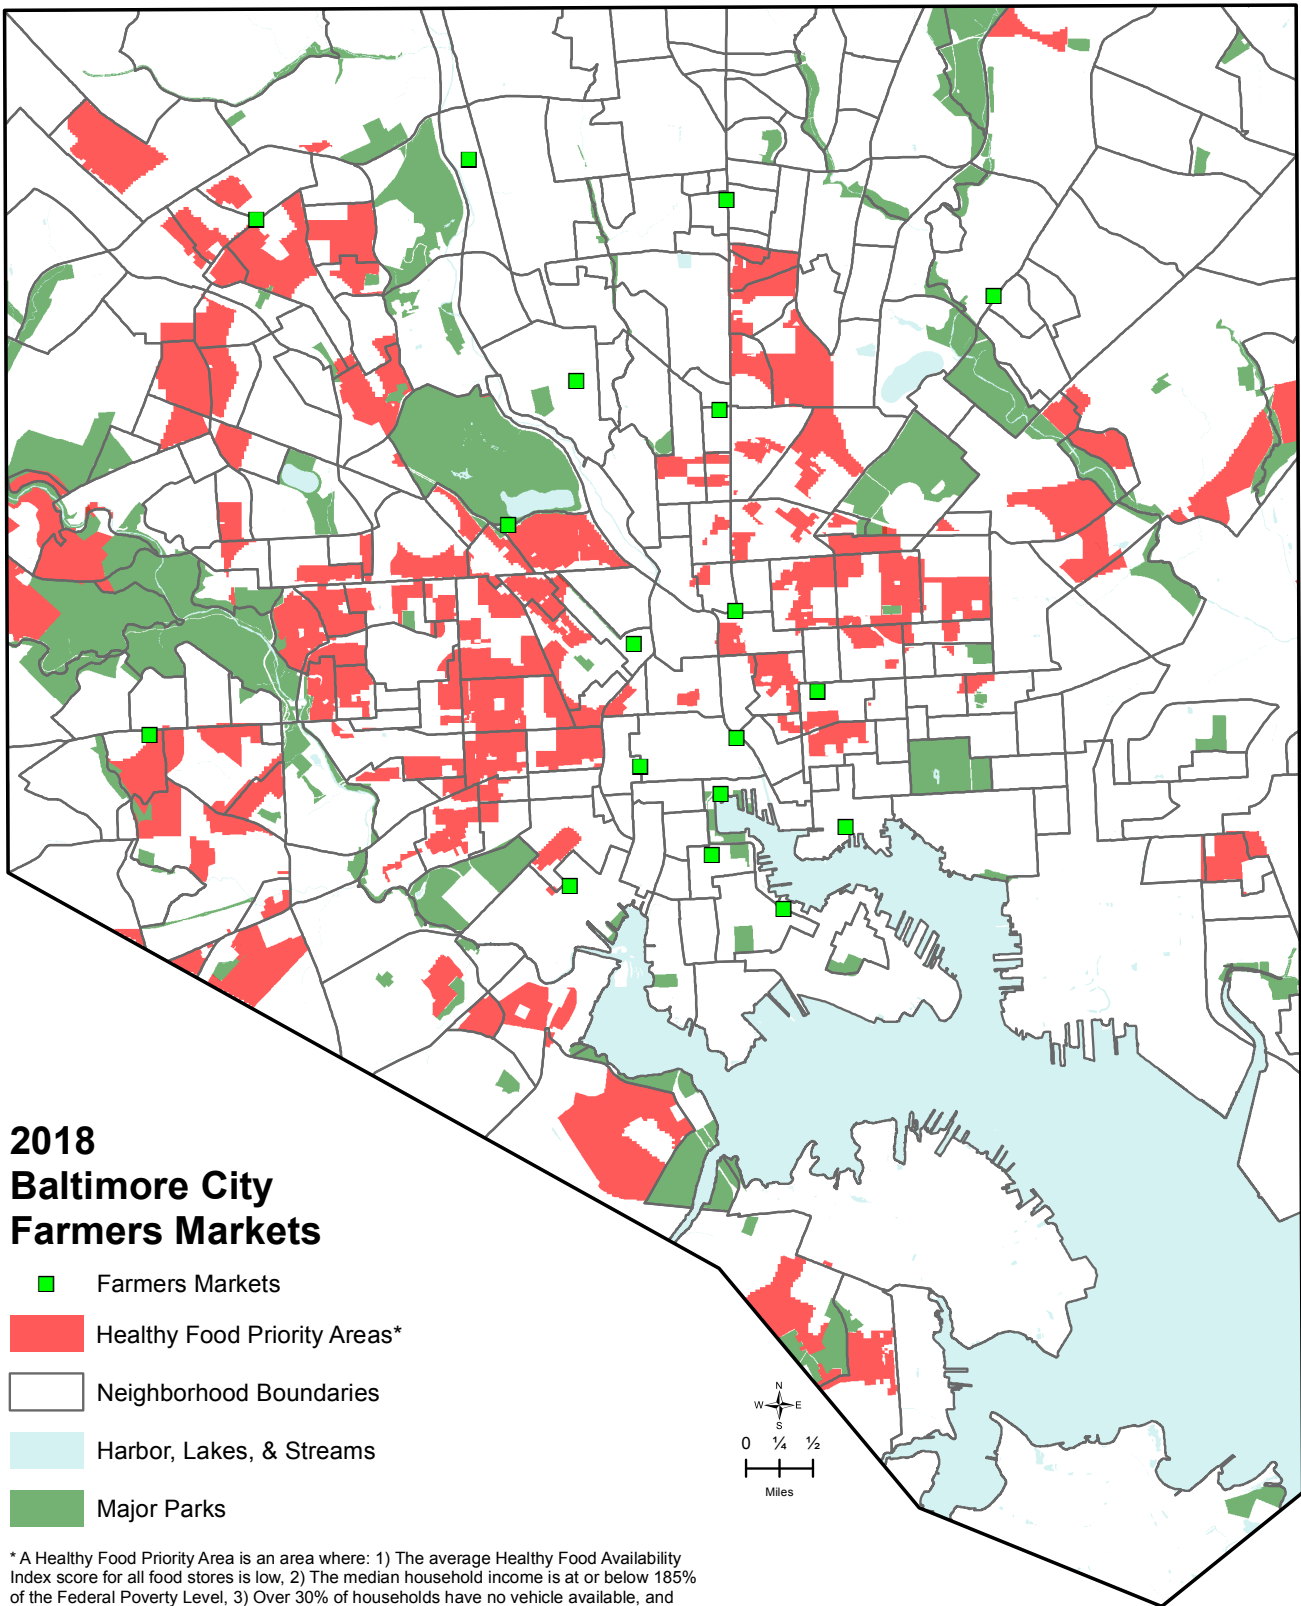 2018
Baltimore City
Farmers Markets
Farmers Markets
Healthy Food Priority Areas*
Neighborhood Boundaries
Harbor, Lakes, & Streams
Major Parks
N
W E
S
0 ¼ ½
Miles
* A Healthy Food Priority Area is an area where: 1) The average Healthy Food Availability
Index score for all food stores is low, 2) The median household income is at or below 185%
of the Federal Poverty Level, 3) Over 30% of households have no vehicle available, and